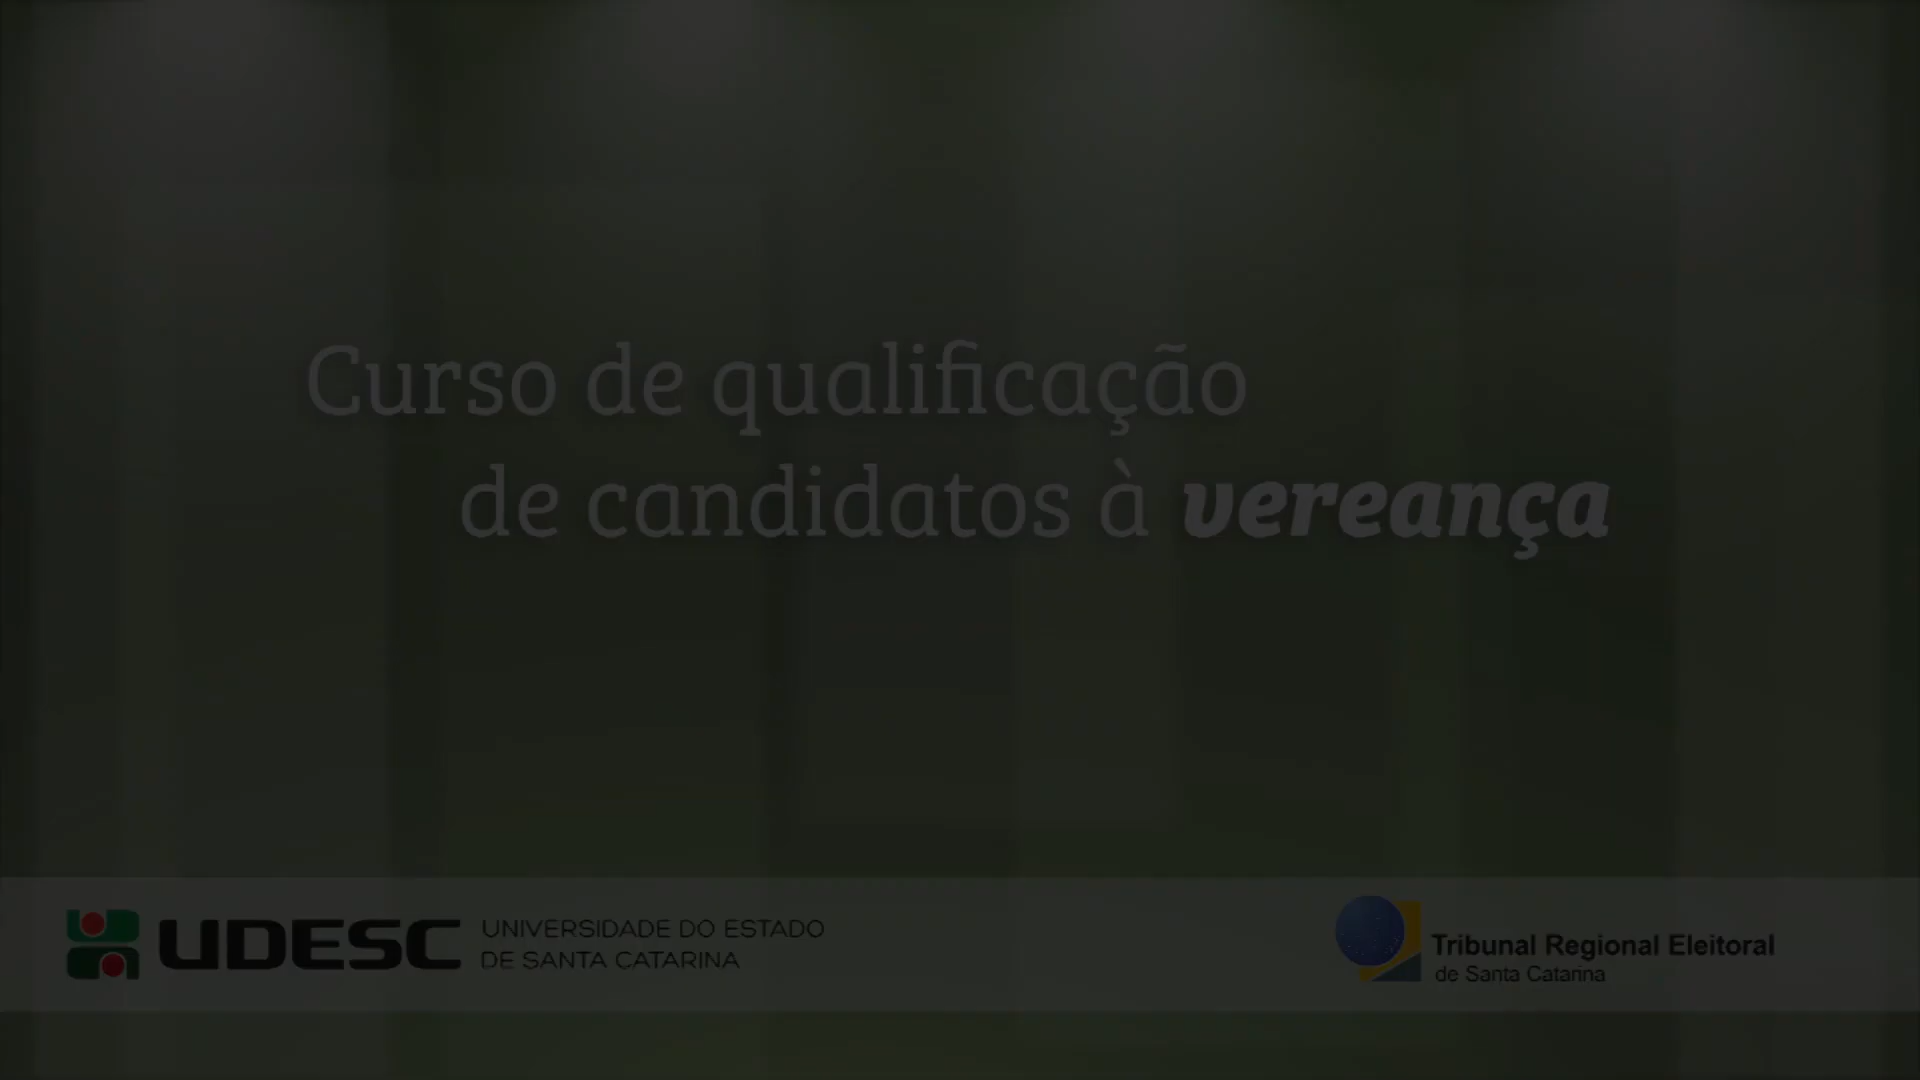 Curso de qualificação
de candidatos à vereança
UDESC UNIVERSIDADE DO ESTADO
DE SANTA CATARINA
Tribunal Regional Eleitoral
de Santa Catarina